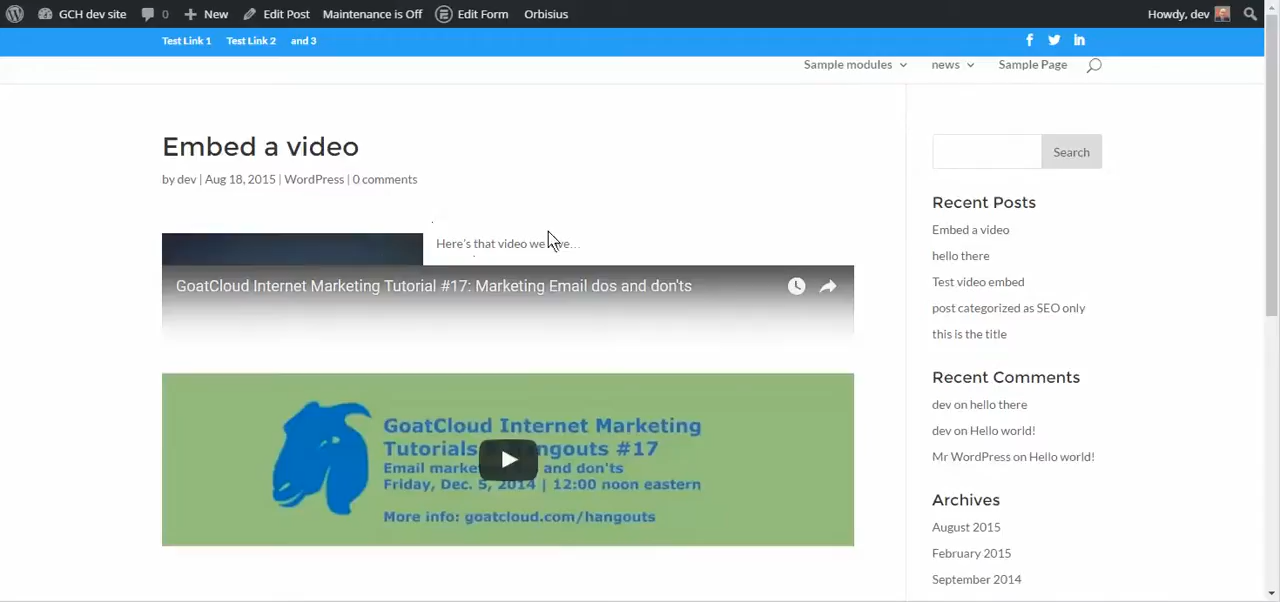 GCH dev site 0 New Edit Post Maintenance is Off Edit Form Orbisius Howdy, dev
Test Link 1 Test Link 2 and 3
Sample modules news Sample Page
Embed a video
by dev | Aug 18, 2015 | WordPress | 0 comments
Search
Recent Posts
Embed a video
hello there
Test video embed
post categorized as SEO only
this is the title
Recent Comments
dev on hello there
dev on Hello world!
Mr WordPress on Hello world!
Archives
August 2015
February 2015
September 2014
Here's that video
GoatCloud Internet Marketing Tutorial #17: Marketing Email dos and don'ts
GoatCloud Internet Marketing
Tutorials #17
Email and don'ts
Friday, Dec. 5, 2014 | 12:00 noon eastern
More info: goatcloud.com/hangouts